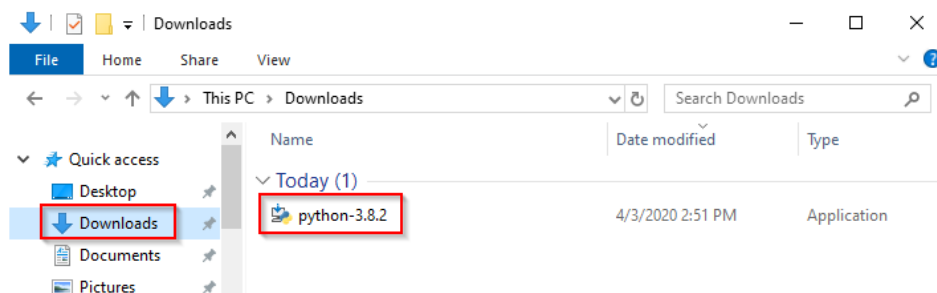 Downloads
File Home Share View
This PC > Downloads
Search Downloads
Name Date modified Type
Quick access
Today (1)
Desktop
python-3.8.2 4/3/2020 2:51 PM Application
Downloads
Documents
Pictures